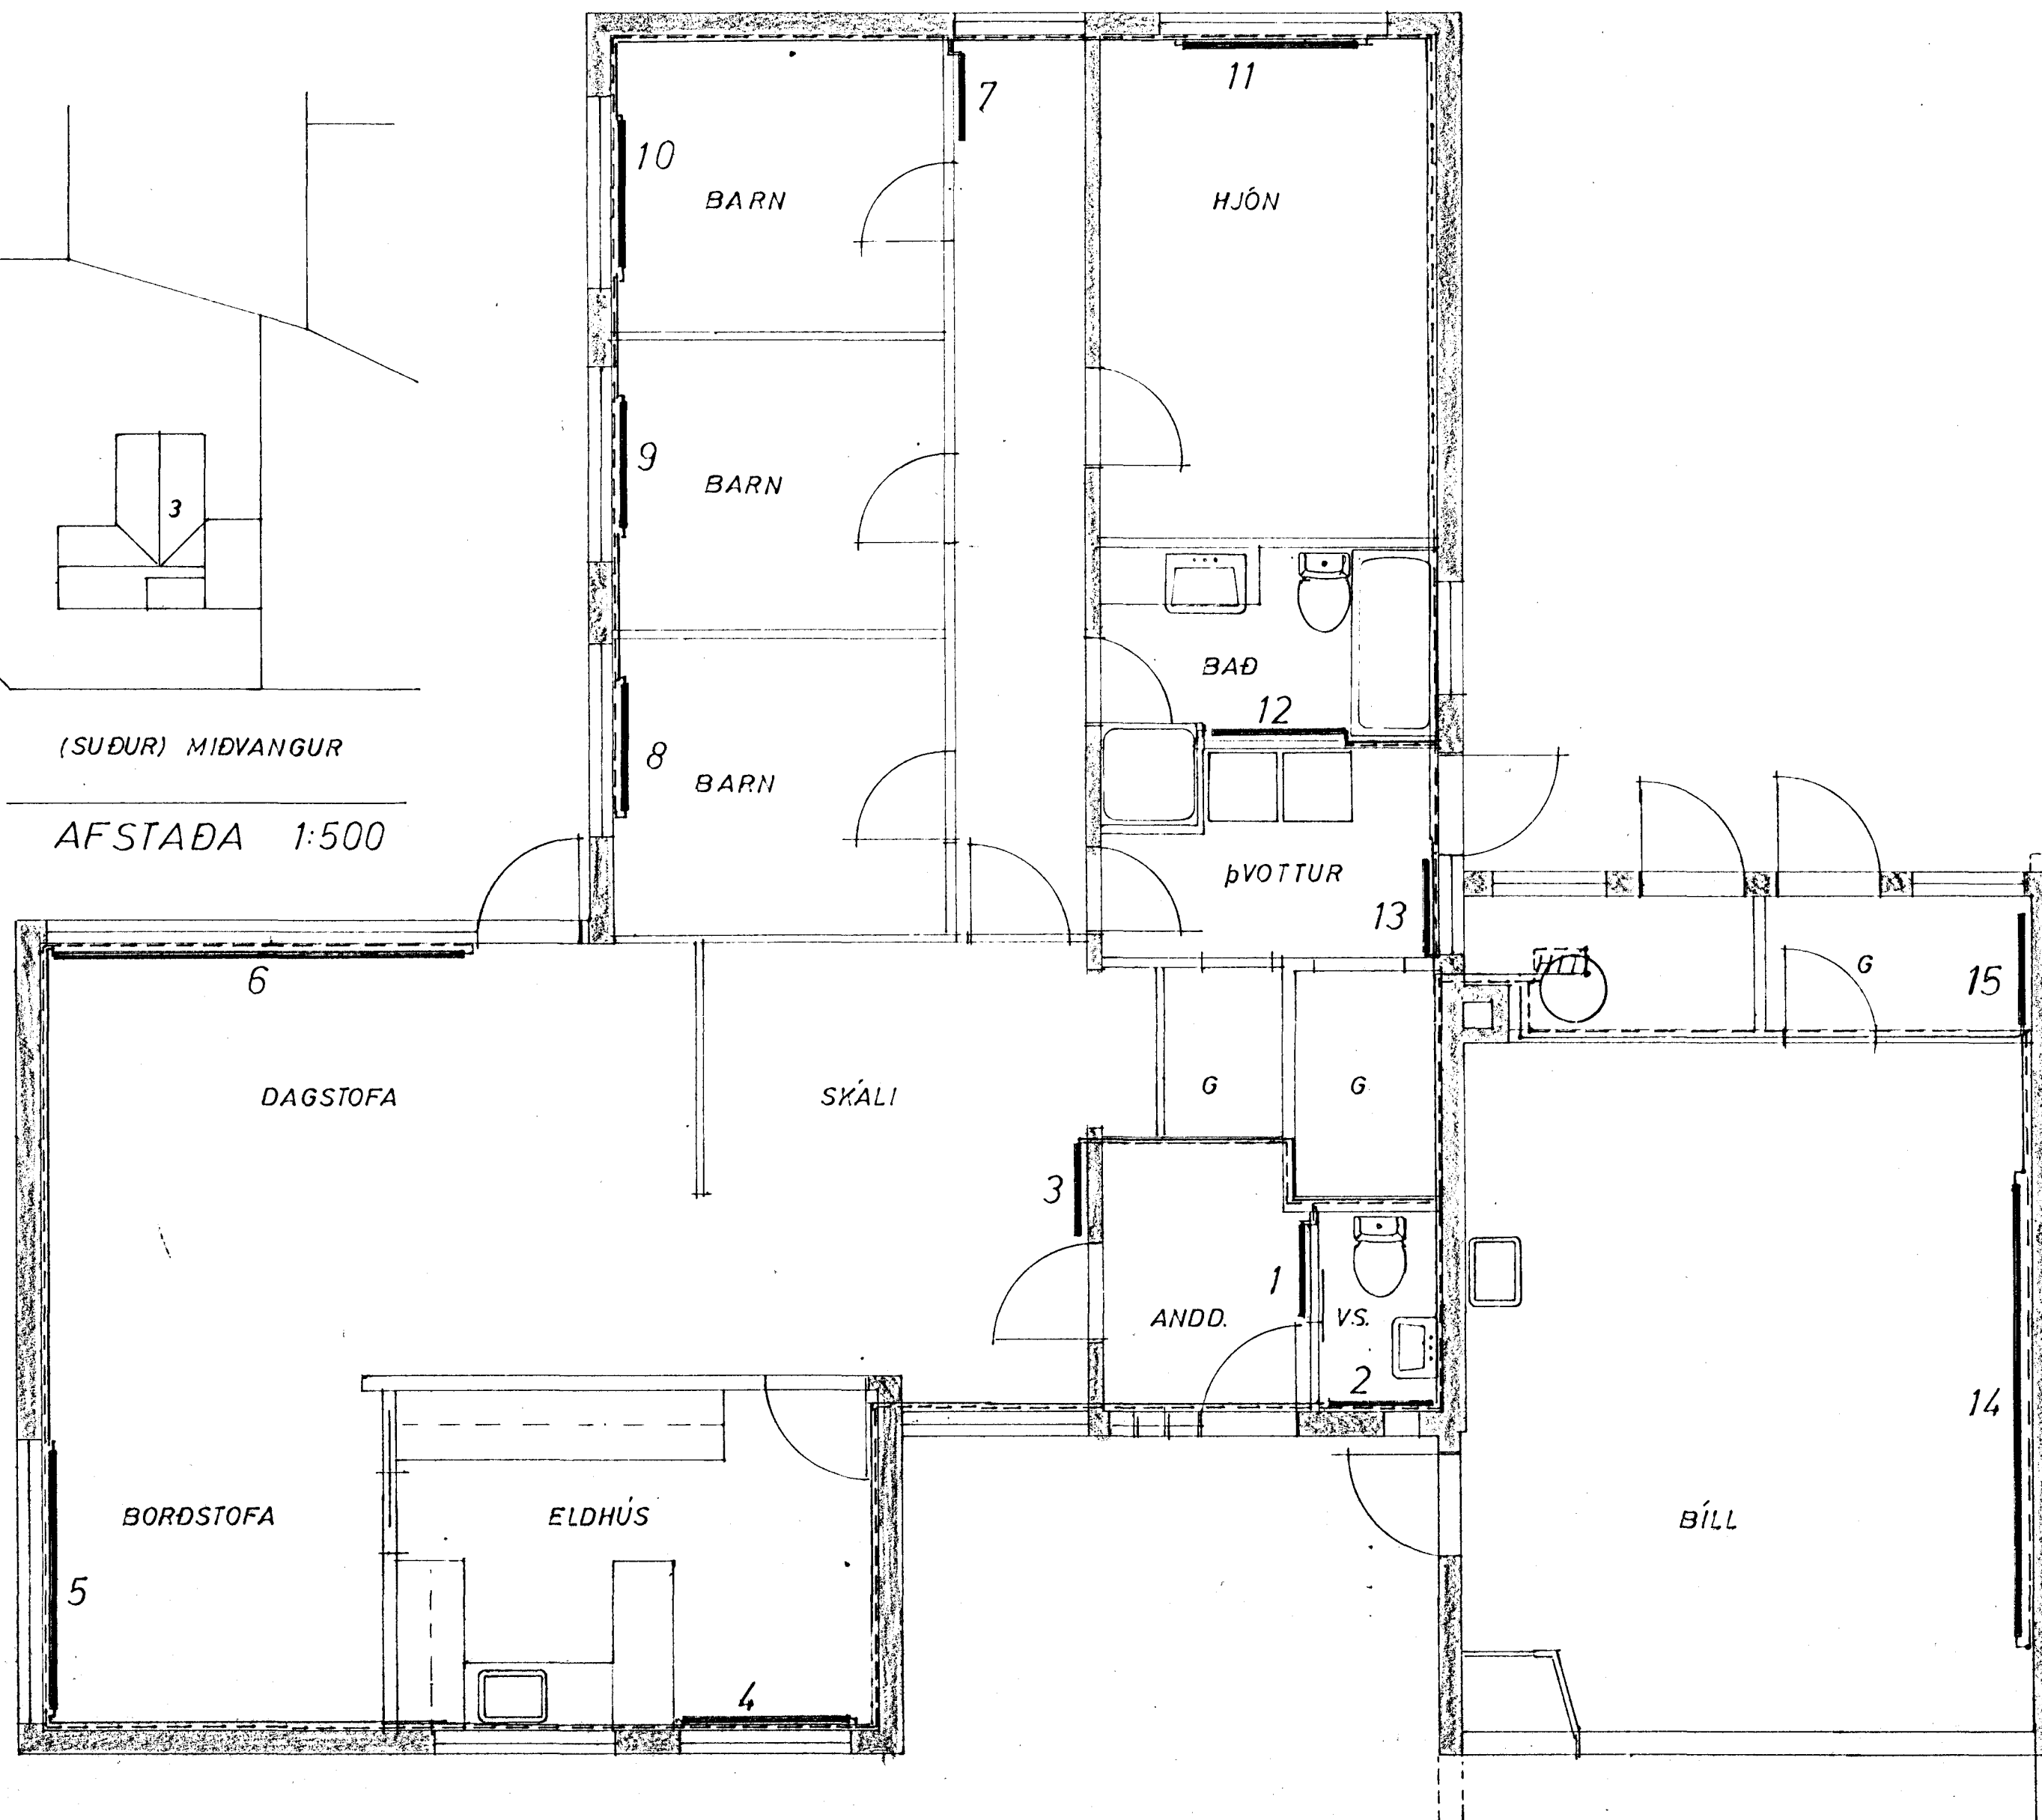 11
7
10
BARN
HJÓN
9
BARN
3
BAÐ
12
(SUÐUR) MIÐVANGUR
8
BARN
AFSTAÐA 1:500
ÞVOTTUR
13
6
HIT
G
15
DAGSTOFA
SKÁLI
G
G
3
1
ANDD.
V.S.
2
14
BORÐSTOFA
ELDHÚS
BÍLL
5
4